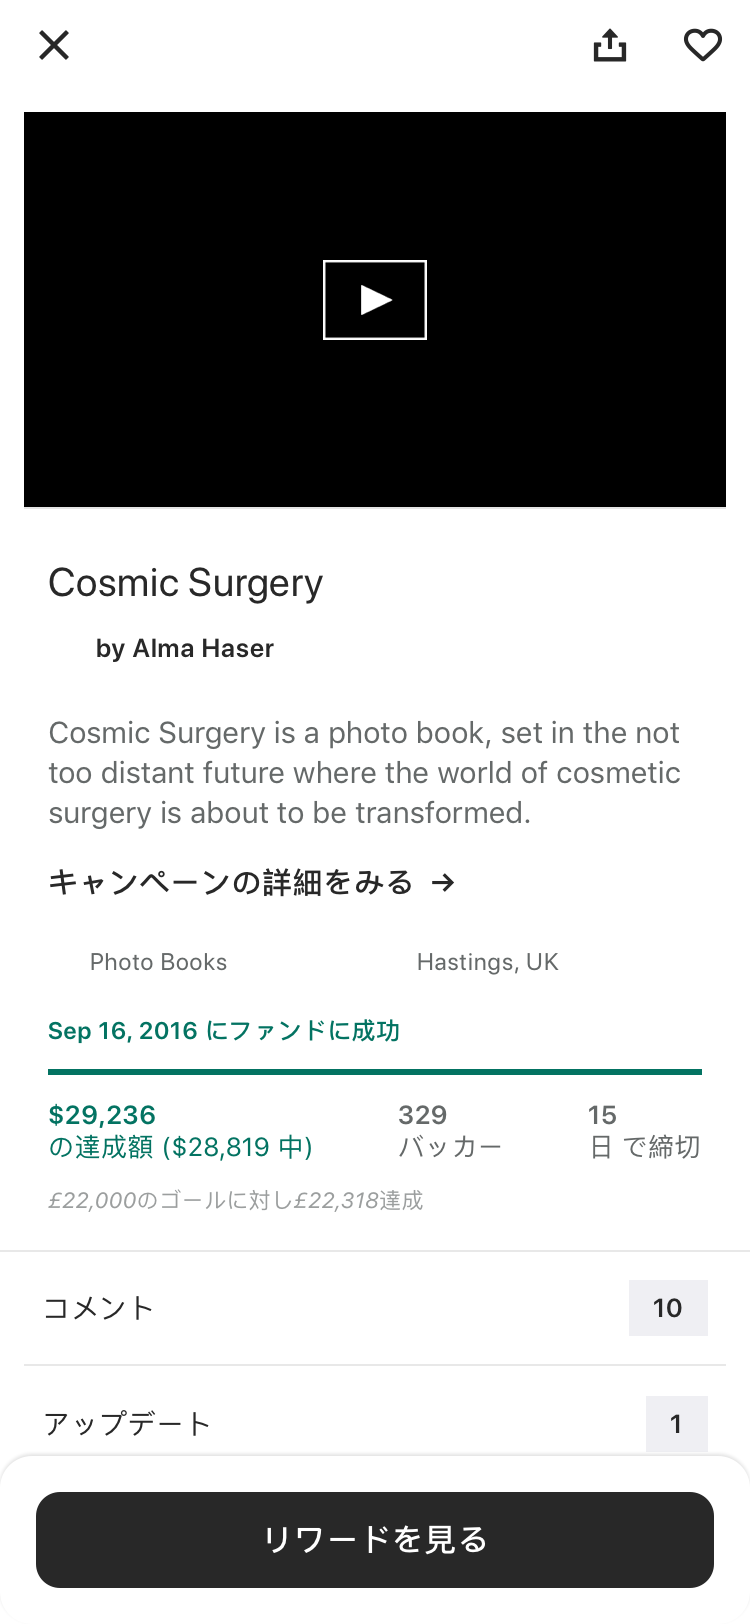 Cosmic Surgery
by Alma Haser
Cosmic Surgery is a photo book, set in the not
too distant future where the world of cosmetic
surgery is about to be transformed.
キャンペーンの詳細をみる →
Photo Books
Hastings, UK
Sep 16, 2016 にファンドに成功
$29,236
の達成額 ($28,819 中)
329
バッカー
15
日 で締切
£22,000のゴールに対し£22,318達成
コメント
10
アップデート
1
リワードを見る